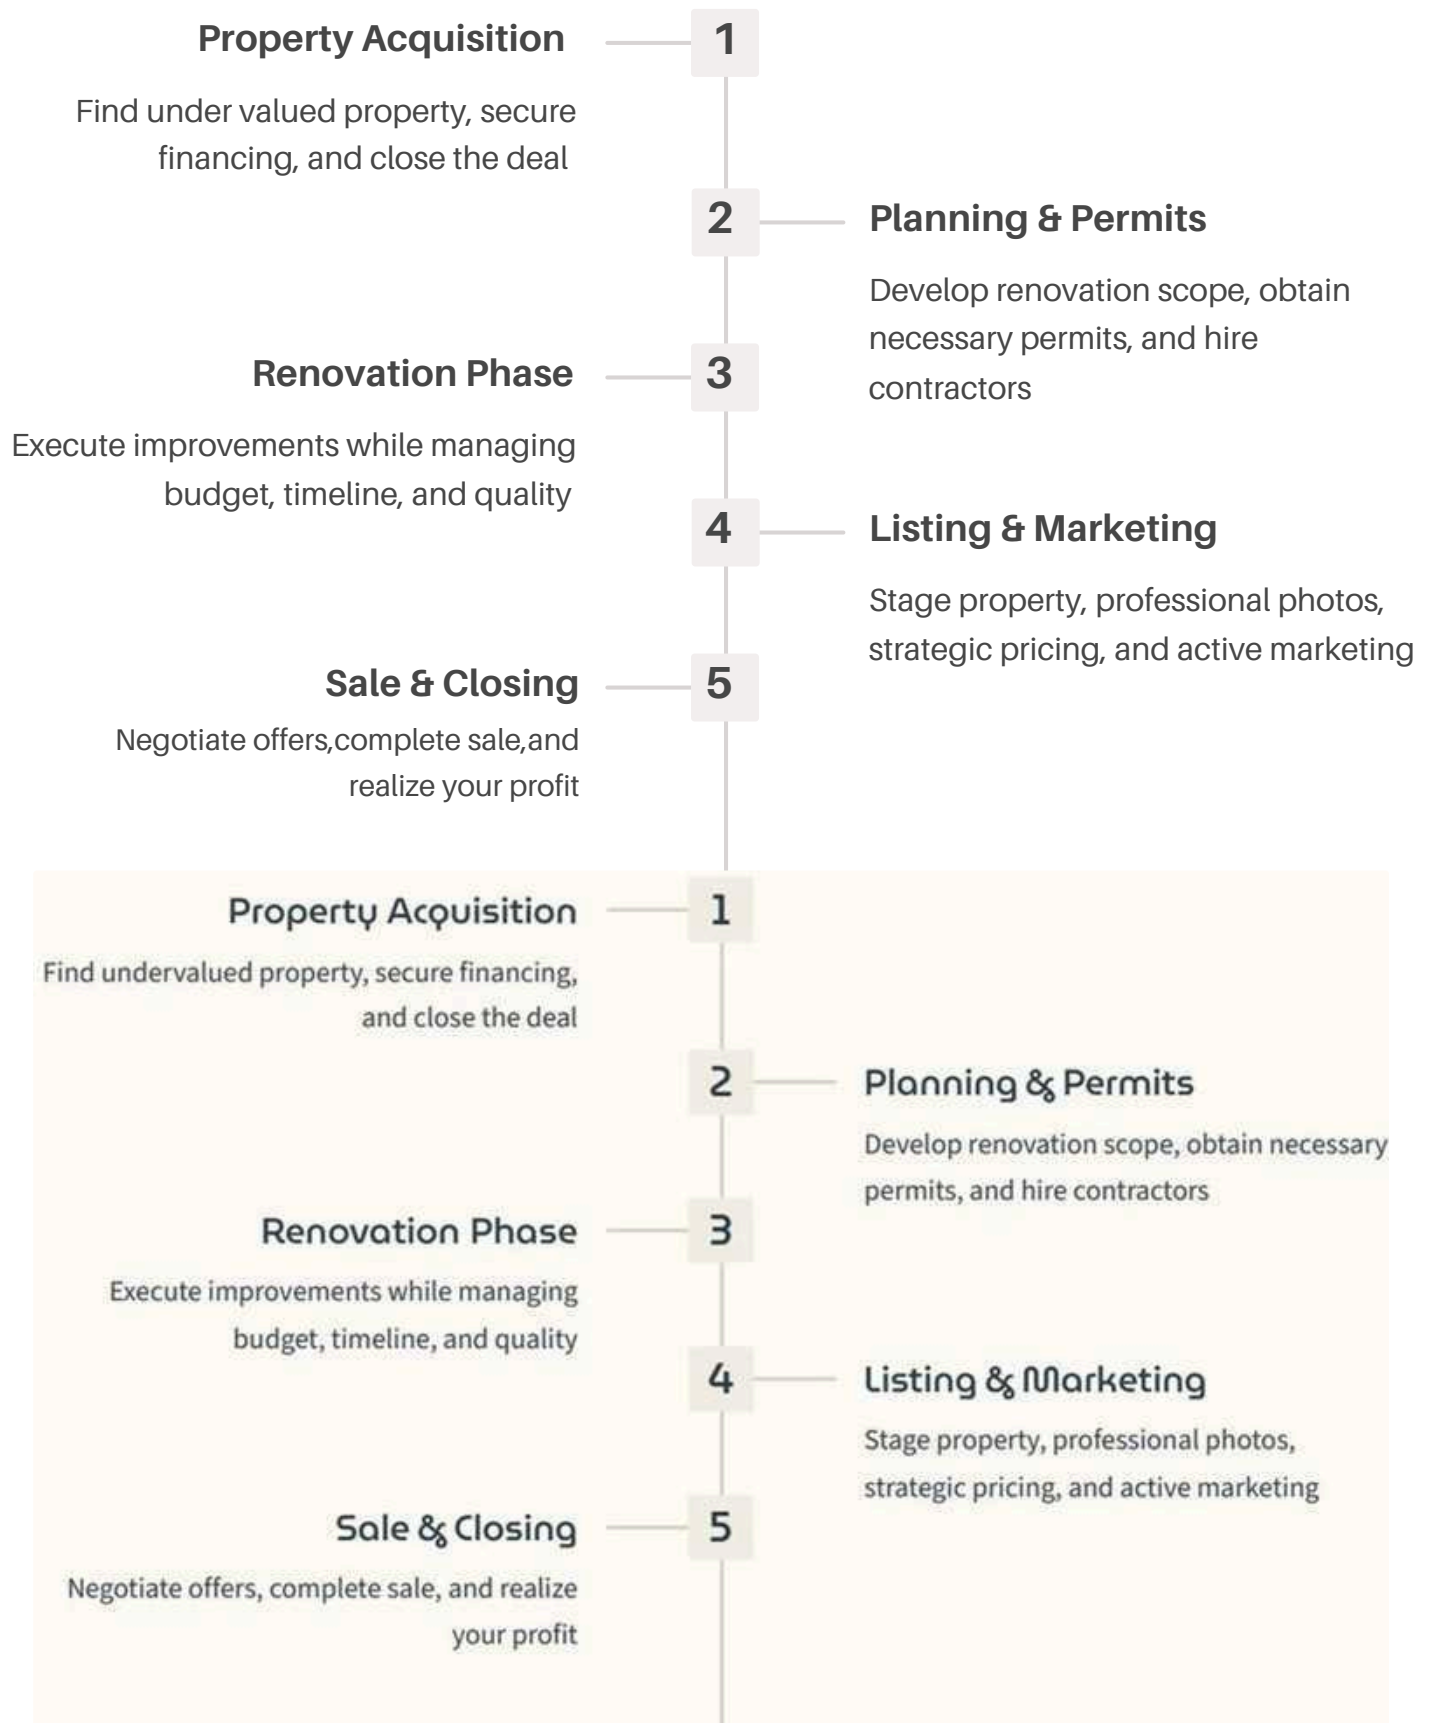 Property Acquisition
1
Find under valued property, secure
financing, and close the deal
2
Planning & Permits
Develop renovation scope, obtain
necessary permits, and hire
contractors
Renovation Phase
3
Execute improvements while managing
budget, timeline, and quality
4
Listing & Marketing
Stage property, professional photos,
strategic pricing, and active marketing
Sale & Closing
5
Negotiate offers,complete sale,and
realize your profit
Property Acquisition
1
Find undervalued property, secure financing,
and close the deal
2
Planning & Permits
Develop renovation scope, obtain necessary
permits, and hire contractors
Renovation Phase
3
Execute improvements while managing
budget, timeline, and quality
4
Listing & Marketing
Stage property, professional photos,
strategic pricing, and active marketing
Sale & Closing
5
Negotiate offers, complete sale, and realize
your profit